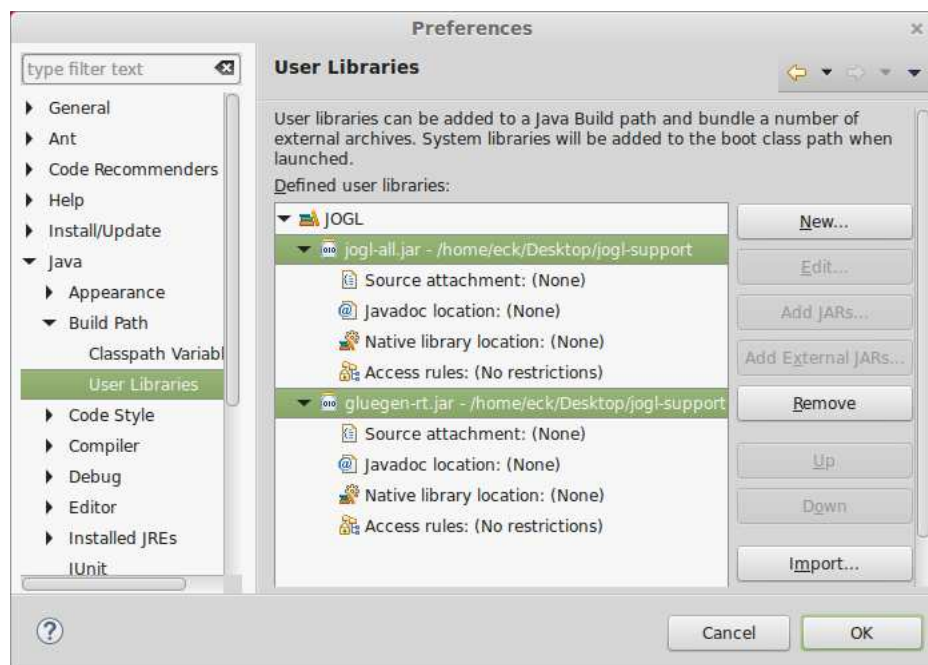 Preferences
type filter text
General
Ant
Code Recommenders
Help
Install/Update
Java
Appearance
Build Path
Classpath Variabl
User Libraries
Code Style
Compiler
Debug
Editor
Installed JREs
JUnit
User Libraries
User libraries can be added to a Java Build path and bundle a number of
external archives. System libraries will be added to the boot class path when
launched.
Defined user libraries:
JOGL
jogl-all.jar - /home/eck/Desktop/jogl-support
Source attachment: (None)
Javadoc location: (None)
Native library location: (None)
Access rules: (No restrictions)
gluegen-rt.jar - /home/eck/Desktop/jogl-support
Source attachment: (None)
Javadoc location: (None)
Native library location: (None)
Access rules: (No restrictions)
New...
Edit...
Add JARs...
Add External JARs...
Remove
Up
Down
Import...
Cancel
OK